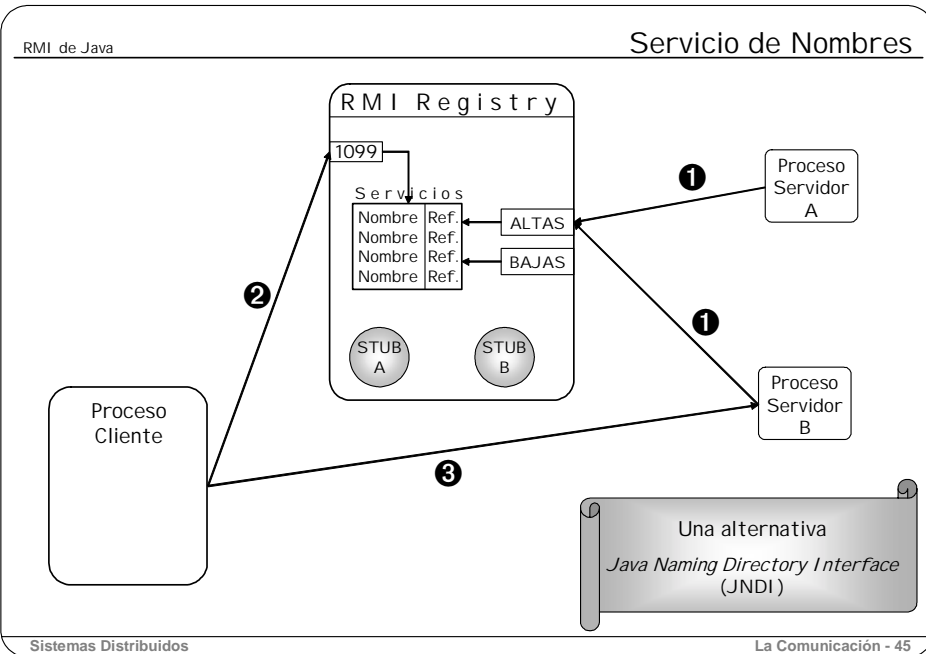 RMI de Java
Servicio de Nombres
RMI Registry
1099
Servicios
Nombre Ref.
Nombre Ref.
Nombre Ref.
Nombre Ref.
ALTAS
BAJAS
STUB
A
STUB
B
❶
Proceso
Servidor
A
❷
❶
Proceso
Servidor
B
Proceso
Cliente
❸
Una alternativa
Java Naming Directory Interface
(JNDI)
Sistemas Distribuidos
La Comunicación - 45